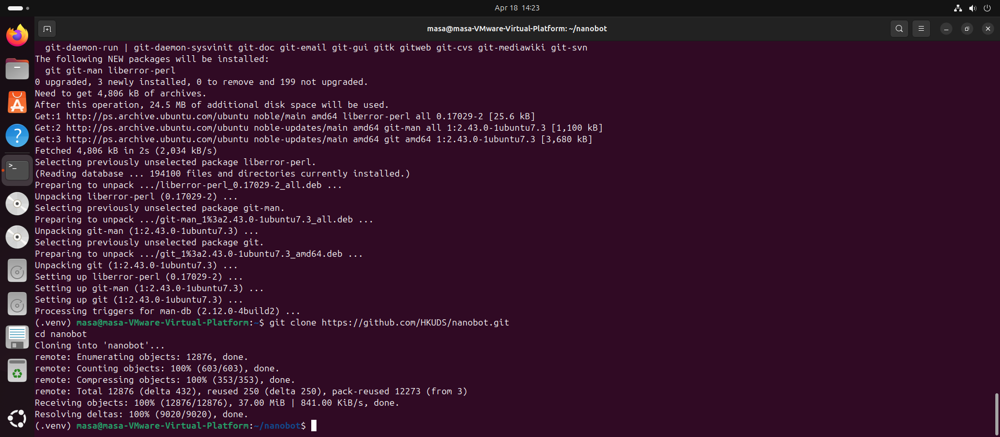 Apr 18 14:23
masa@masa-VMware-Virtual-Platform: ~/nanobot
git-daemon-run | git-daemon-sysvinit git-doc git-email git-gui gitk gitweb git-cvs git-mediawiki git-svn
The following NEW packages will be installed:
git git-man liberror-perl
0 upgraded, 3 newly installed, 0 to remove and 199 not upgraded.
Need to get 4,806 kB of archives.
After this operation, 24.5 MB of additional disk space will be used.
Get:1 http://ps.archive.ubuntu.com/ubuntu noble/main amd64 liberror-perl all 0.17029-2 [25.6 kB]
Get:2 http://ps.archive.ubuntu.com/ubuntu noble-updates/main amd64 git-man all 1:2.43.0-1ubuntu7.3 [1,100 kB]
Get:3 http://ps.archive.ubuntu.com/ubuntu noble-updates/main amd64 git amd64 1:2.43.0-1ubuntu7.3 [3,680 kB]
Fetched 4,806 kB in 2s (2,034 kB/s)
Selecting previously unselected package liberror-perl.
(Reading database ... 194100 files and directories currently installed.)
Preparing to unpack .../liberror-perl_0.17029-2_all.deb ...
Unpacking liberror-perl (0.17029-2) ...
Selecting previously unselected package git-man.
Preparing to unpack .../git-man_1%3a2.43.0-1ubuntu7.3_all.deb ...
Unpacking git-man (1:2.43.0-1ubuntu7.3) ...
Selecting previously unselected package git.
Preparing to unpack .../git_1%3a2.43.0-1ubuntu7.3_amd64.deb ...
Unpacking git (1:2.43.0-1ubuntu7.3) ...
Setting up liberror-perl (0.17029-2) ...
Setting up git-man (1:2.43.0-1ubuntu7.3) ...
Setting up git (1:2.43.0-1ubuntu7.3) ...
Processing triggers for man-db (2.12.0-4build2) ...
(.venv) masa@masa-VMware-Virtual-Platform:~$ git clone https://github.com/HKUDS/nanobot.git
cd nanobot
Cloning into 'nanobot'...
remote: Enumerating objects: 12876, done.
remote: Counting objects: 100% (603/603), done.
remote: Compressing objects: 100% (353/353), done.
remote: Total 12876 (delta 432), reused 250 (delta 250), pack-reused 12273 (from 3)
Receiving objects: 100% (12876/12876), 37.00 MiB | 841.00 KiB/s, done.
Resolving deltas: 100% (9020/9020), done.
(.venv) masa@masa-VMware-Virtual-Platform:~/nanobot$